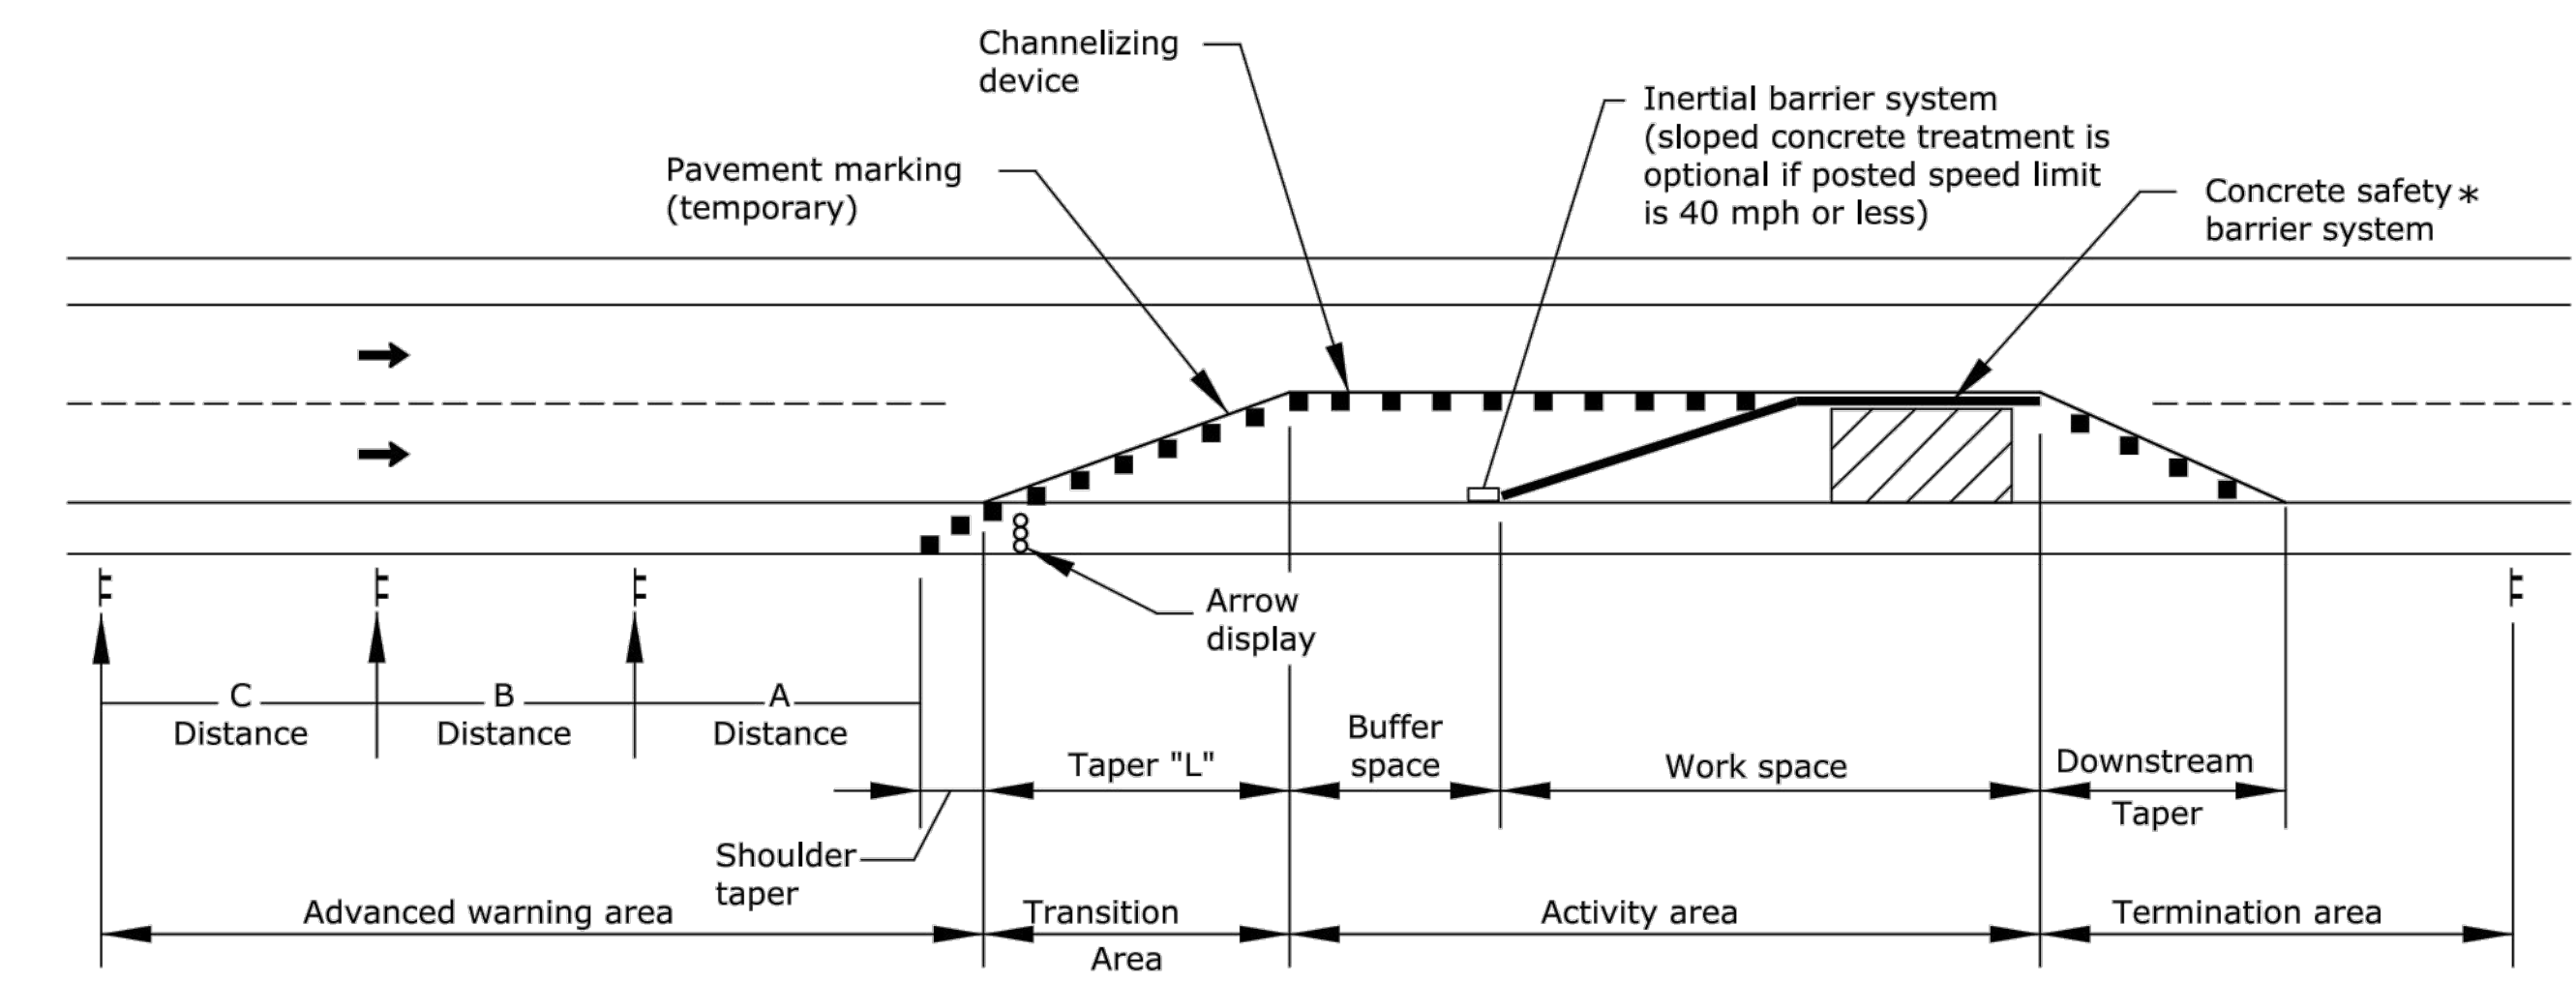 Channelizing
device
Inertial barrier system
(sloped concrete treatment is
optional if posted speed limit
is 40 mph or less)
Pavement marking
(temporary)
Concrete safety*
barrier system
Arrow
display
C
Distance
B
Distance
A
Distance
Shoulder
taper
Taper "L"
Buffer
space
Work space
Downstream
Taper
Advanced warning area
Transition
Area
Activity area
Termination area